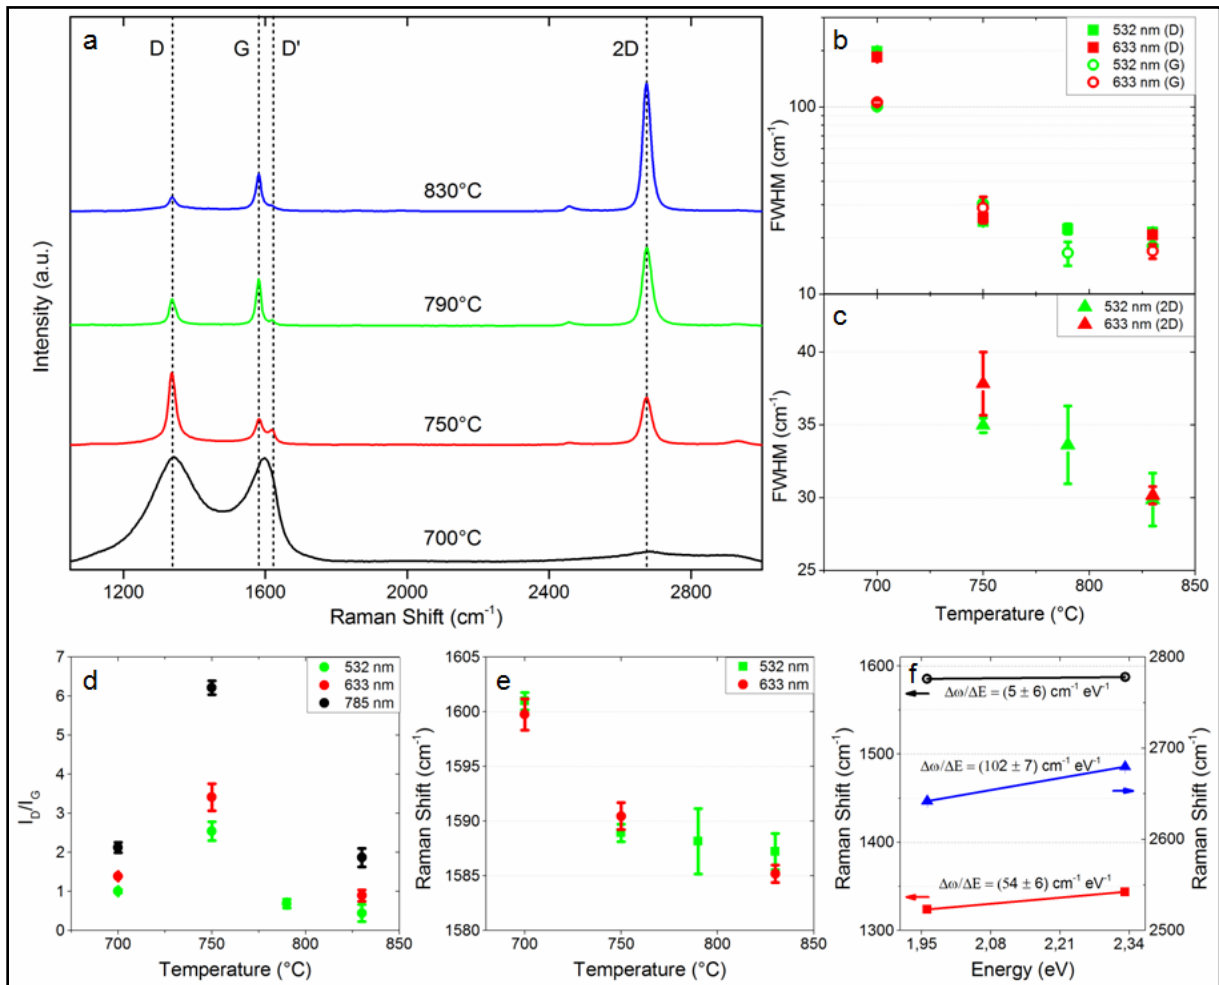 a
D
G
D'
2D
830°C
790°C
750°C
700°C
Intensity (a.u.)
1200
1600
2000
2400
2800
Raman Shift (cm-1)
b
532 nm (D)
633 nm (D)
532 nm (G)
633 nm (G)
100
10
FWHM (cm-1)
c
532 nm (2D)
633 nm (2D)
40
35
30
25
FWHM (cm-1)
700
750
800
850
Temperature (°C)
d
532 nm
633 nm
785 nm
7
6
5
4
3
2
1
0
ID/IG
700
750
800
850
Temperature (°C)
e
532 nm
633 nm
1605
1600
1595
1590
1585
1580
Raman Shift (cm-1)
700
750
800
850
Temperature (°C)
f
1600
1500
1400
1300
Raman Shift (cm-1)
Δω/ΔE = (5 ± 6) cm-1 eV-1
Δω/ΔE = (102 ± 7) cm-1 eV-1
Δω/ΔE = (54 ± 6) cm-1 eV-1
2800
2700
2600
2500
Raman Shift (cm-1)
1,95
2,08
2,21
2,34
Energy (eV)